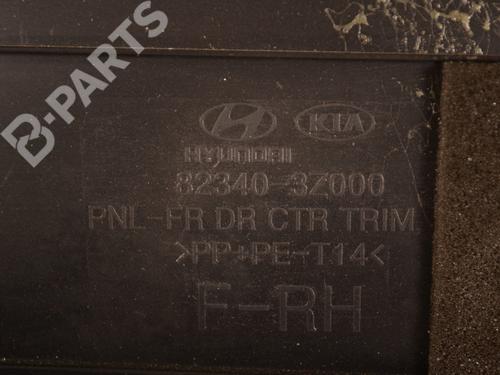 B-PARTS
KIA
HYUNDAI
82340-3Z000
PNL-FR DR CTR TRIM
>PP+PE-T14<
F-RH